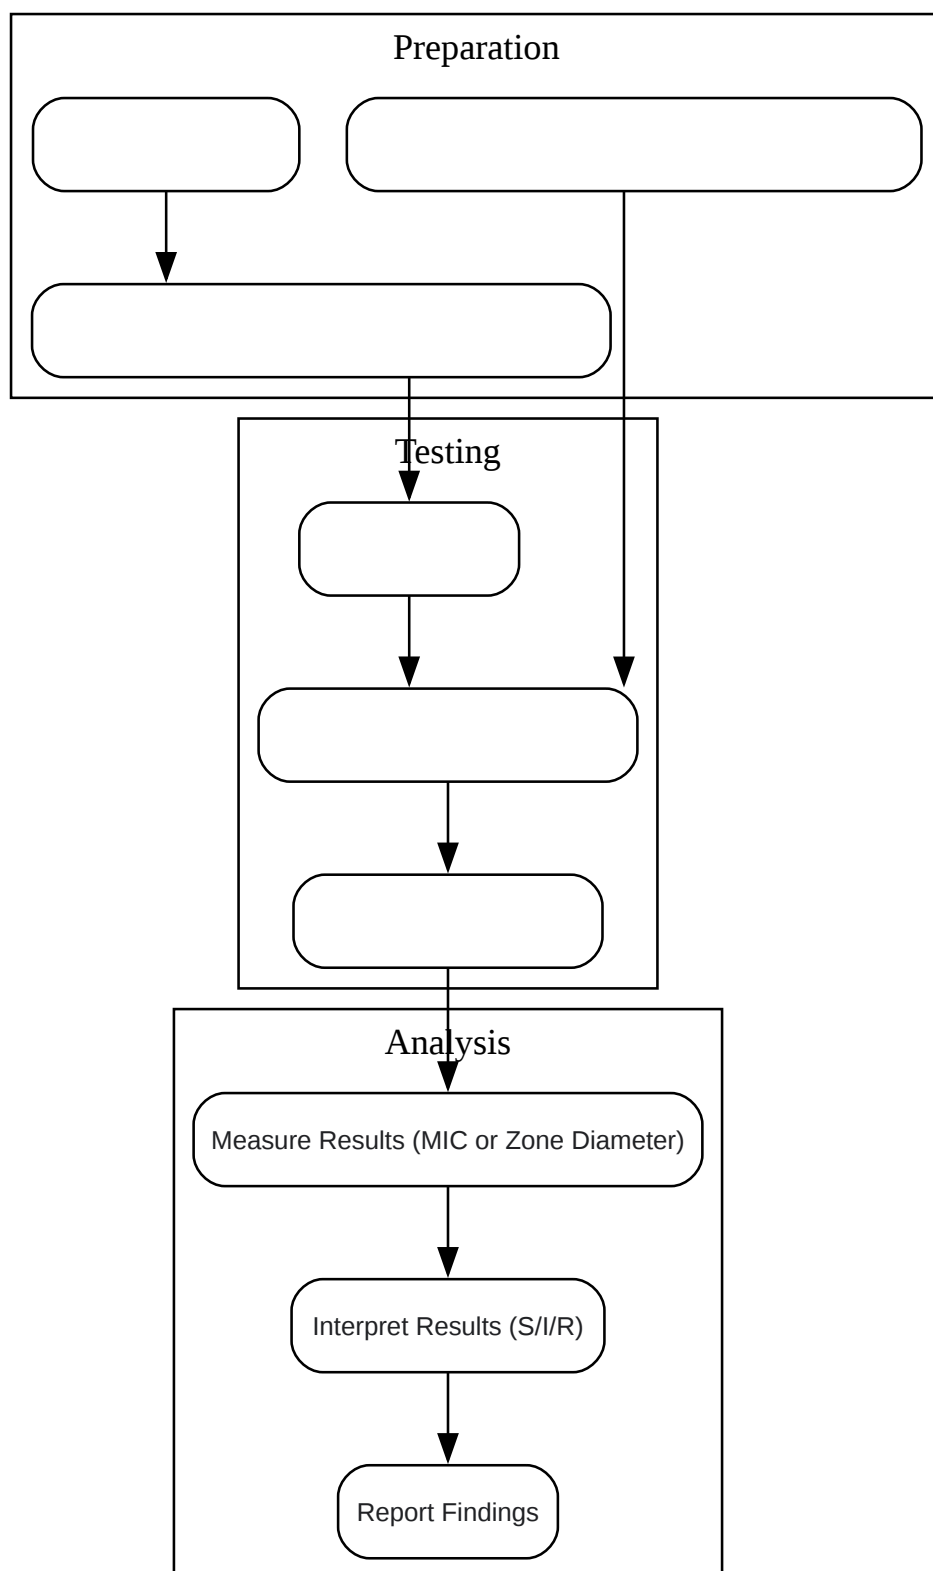 Preparation
Testing
Analysis
Measure Results (MIC or Zone Diameter)
Interpret Results (S/I/R)
Report Findings